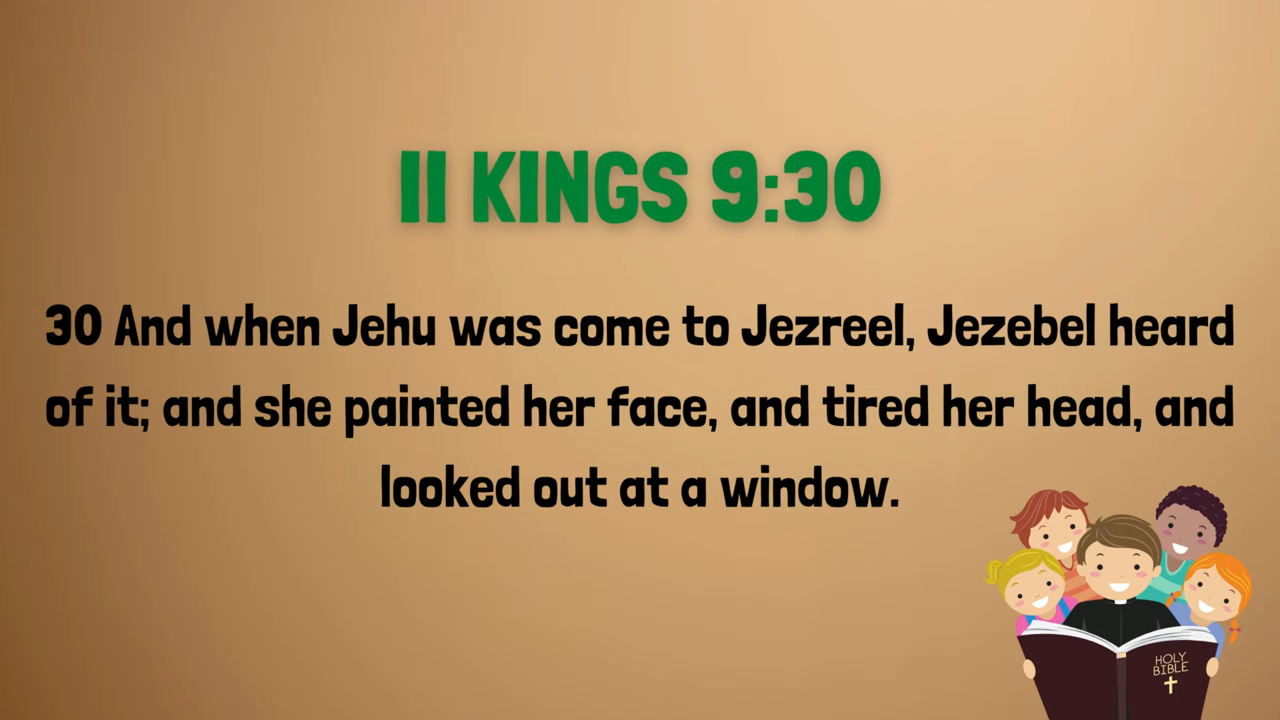 II KINGS 9:30
30 And when Jehu was come to Jezreel, Jezebel heard
of it; and she painted her face, and tired her head, and
looked out at a window.
HOLY
BIBLE